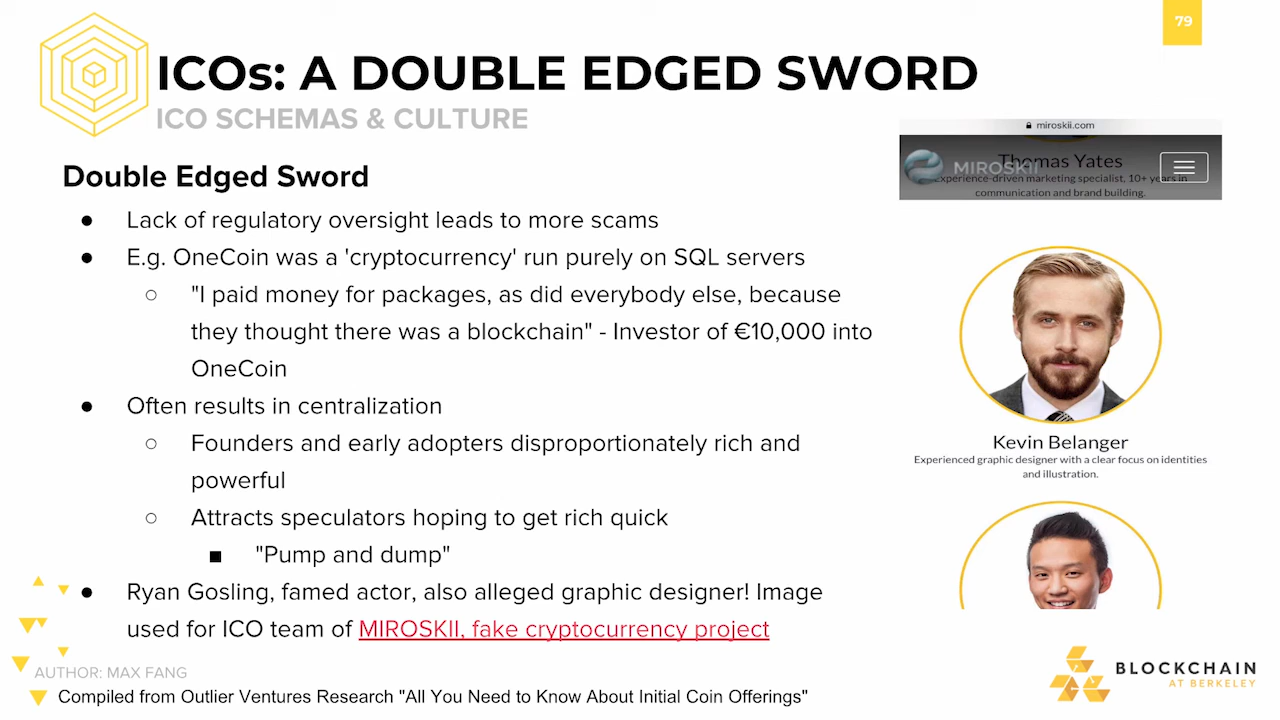 79
ICOs: A DOUBLE EDGED SWORD
ICO SCHEMAS & CULTURE
Double Edged Sword
● Lack of regulatory oversight leads to more scams
● E.g. OneCoin was a 'cryptocurrency' run purely on SQL servers
○ "I paid money for packages, as did everybody else, because
they thought there was a blockchain" - Investor of €10,000 into
OneCoin
● Often results in centralization
○ Founders and early adopters disproportionately rich and
powerful
○ Attracts speculators hoping to get rich quick
■ "Pump and dump"
● Ryan Gosling, famed actor, also alleged graphic designer! Image
used for ICO team of MIROSKII, fake cryptocurrency project
miroskii.com
MIROSKII
Thomas Yates
Experience-driven marketing specialist, 10+ years in
communication and brand building.
Kevin Belanger
Experienced graphic designer with a clear focus on identities
and illustration.
AUTHOR: MAX FANG
Compiled from Outlier Ventures Research "All You Need to Know About Initial Coin Offerings"
BLOCKCHAIN
AT BERKELEY